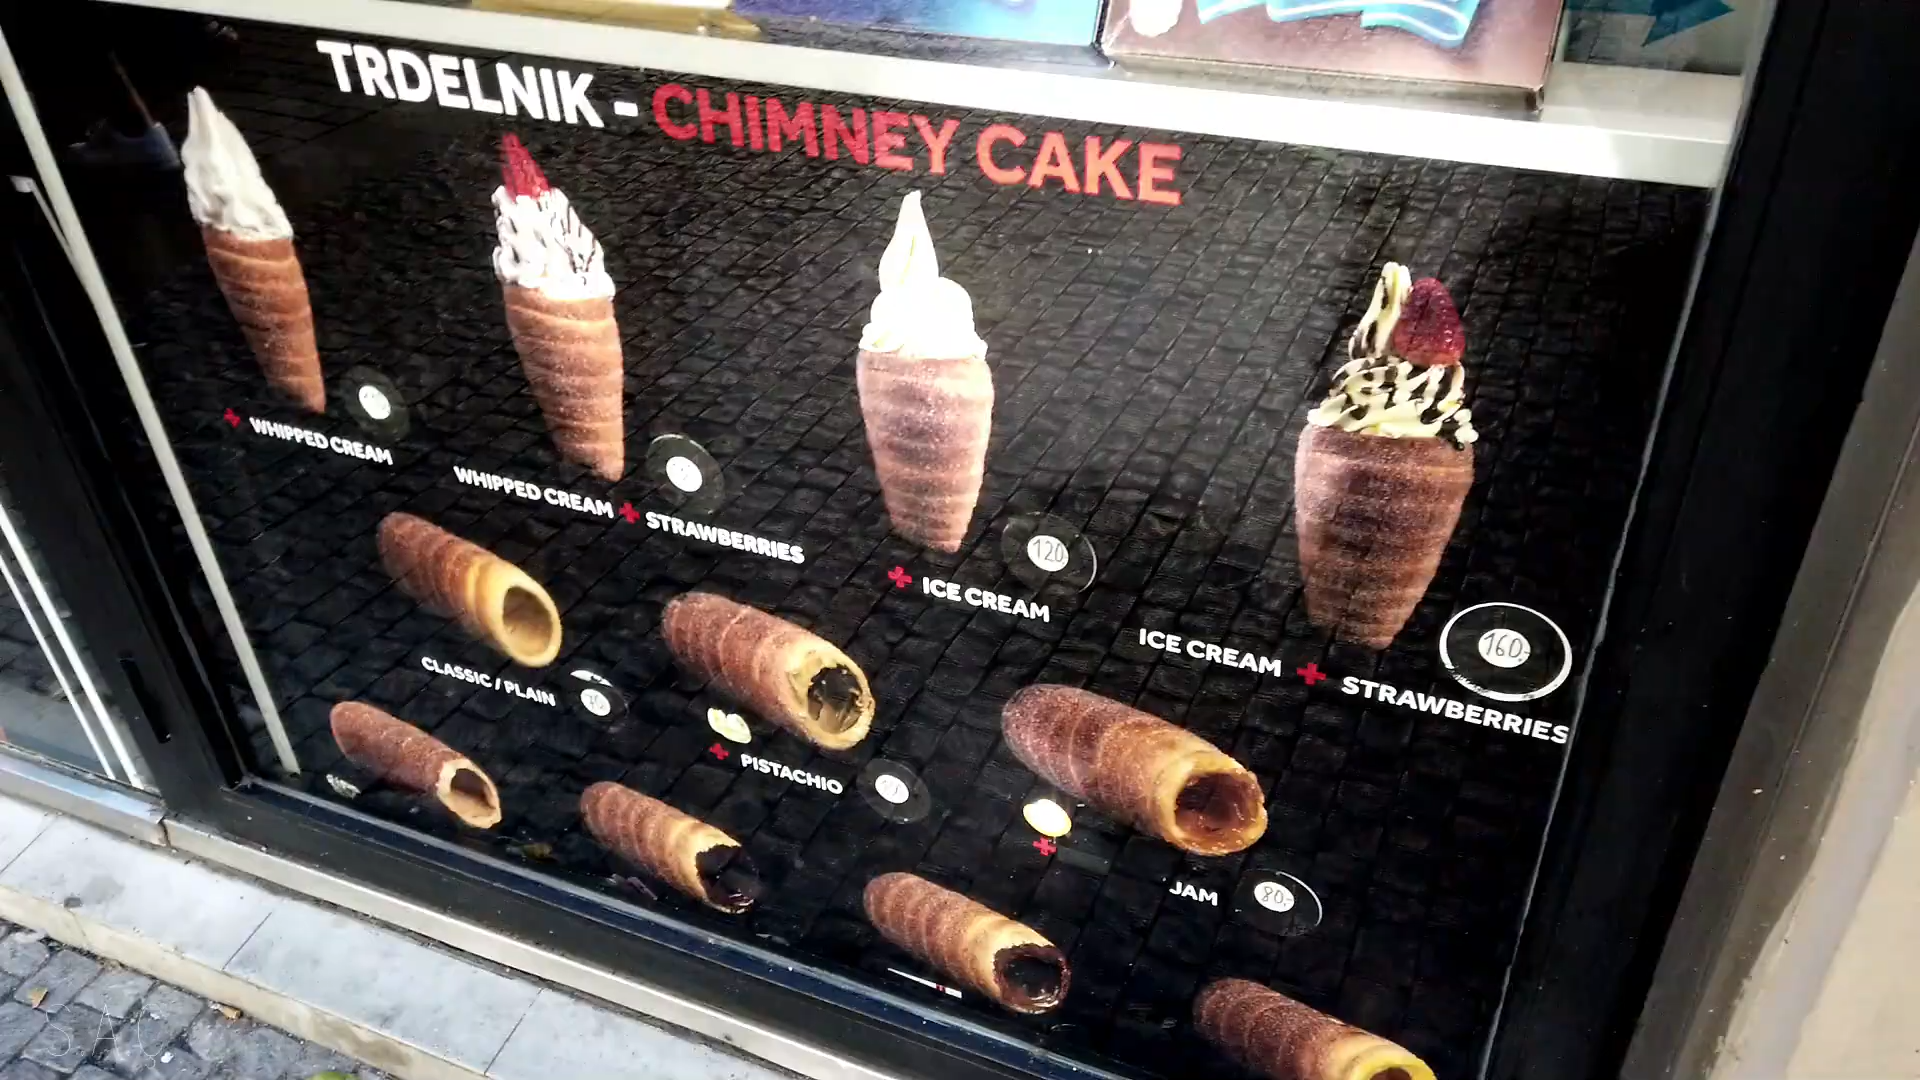 TRDELNIK - CHIMNEY CAKE
+ WHIPPED CREAM
WHIPPED CREAM + STRAWBERRIES
+ ICE CREAM
120,-
ICE CREAM + STRAWBERRIES
160,-
CLASSIC / PLAIN
70
+ PISTACHIO
+ JAM
80,-
S.A.Ç